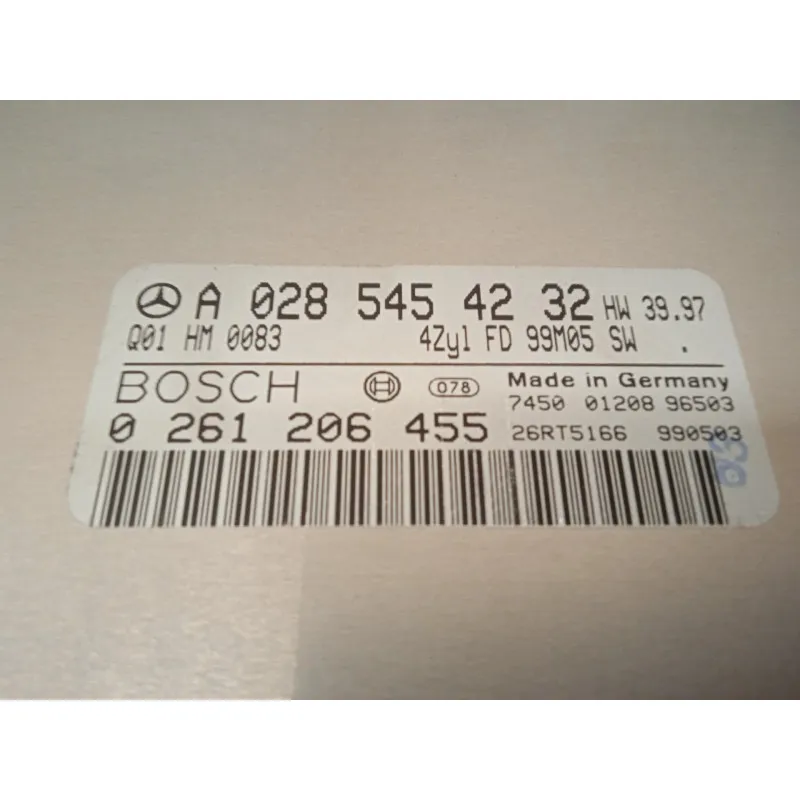 A 028 545 42 32 HW 39.97
Q01 HM 0083 4Zyl FD 99M05 SW .
BOSCH 078 Made in Germany
7450 01208 96503
0 261 206 455 26RT5166 990503